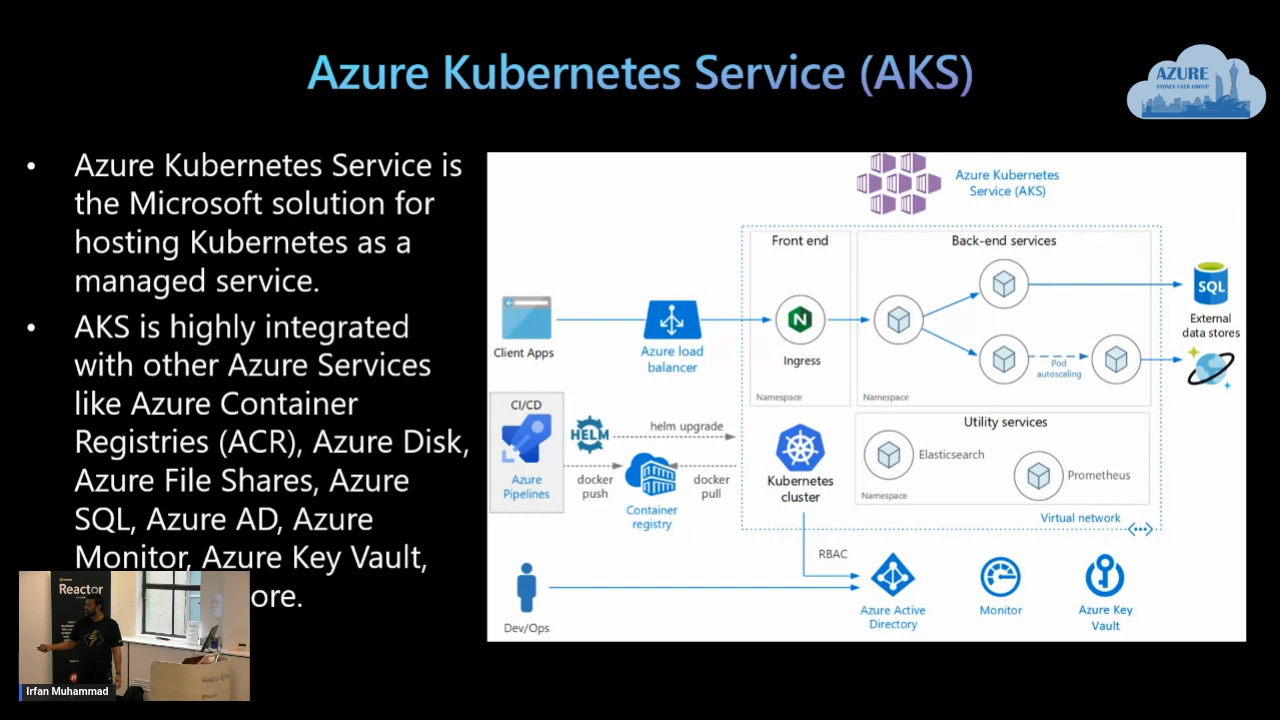 Azure Kubernetes Service (AKS)
AZURE
SYDNEY USER GROUP
• Azure Kubernetes Service is
the Microsoft solution for
hosting Kubernetes as a
managed service.
• AKS is highly integrated
with other Azure Services
like Azure Container
Registries (ACR), Azure Disk,
Azure File Shares, Azure
SQL, Azure AD, Azure
Monitor, Azure Key Vault,
ore.
Azure Kubernetes
Service (AKS)
Front end
Back-end services
Client Apps
Azure load
balancer
Ingress
Namespace
Pod
autoscaling
Namespace
SQL
External
data stores
CI/CD
Azure
Pipelines
HELM
helm upgrade
docker
push
docker
pull
Container
registry
Kubernetes
cluster
Utility services
Elasticsearch
Prometheus
Namespace
Virtual network
RBAC
Dev/Ops
Azure Active
Directory
Monitor
Azure Key
Vault
Reactor
Irfan Muhammad